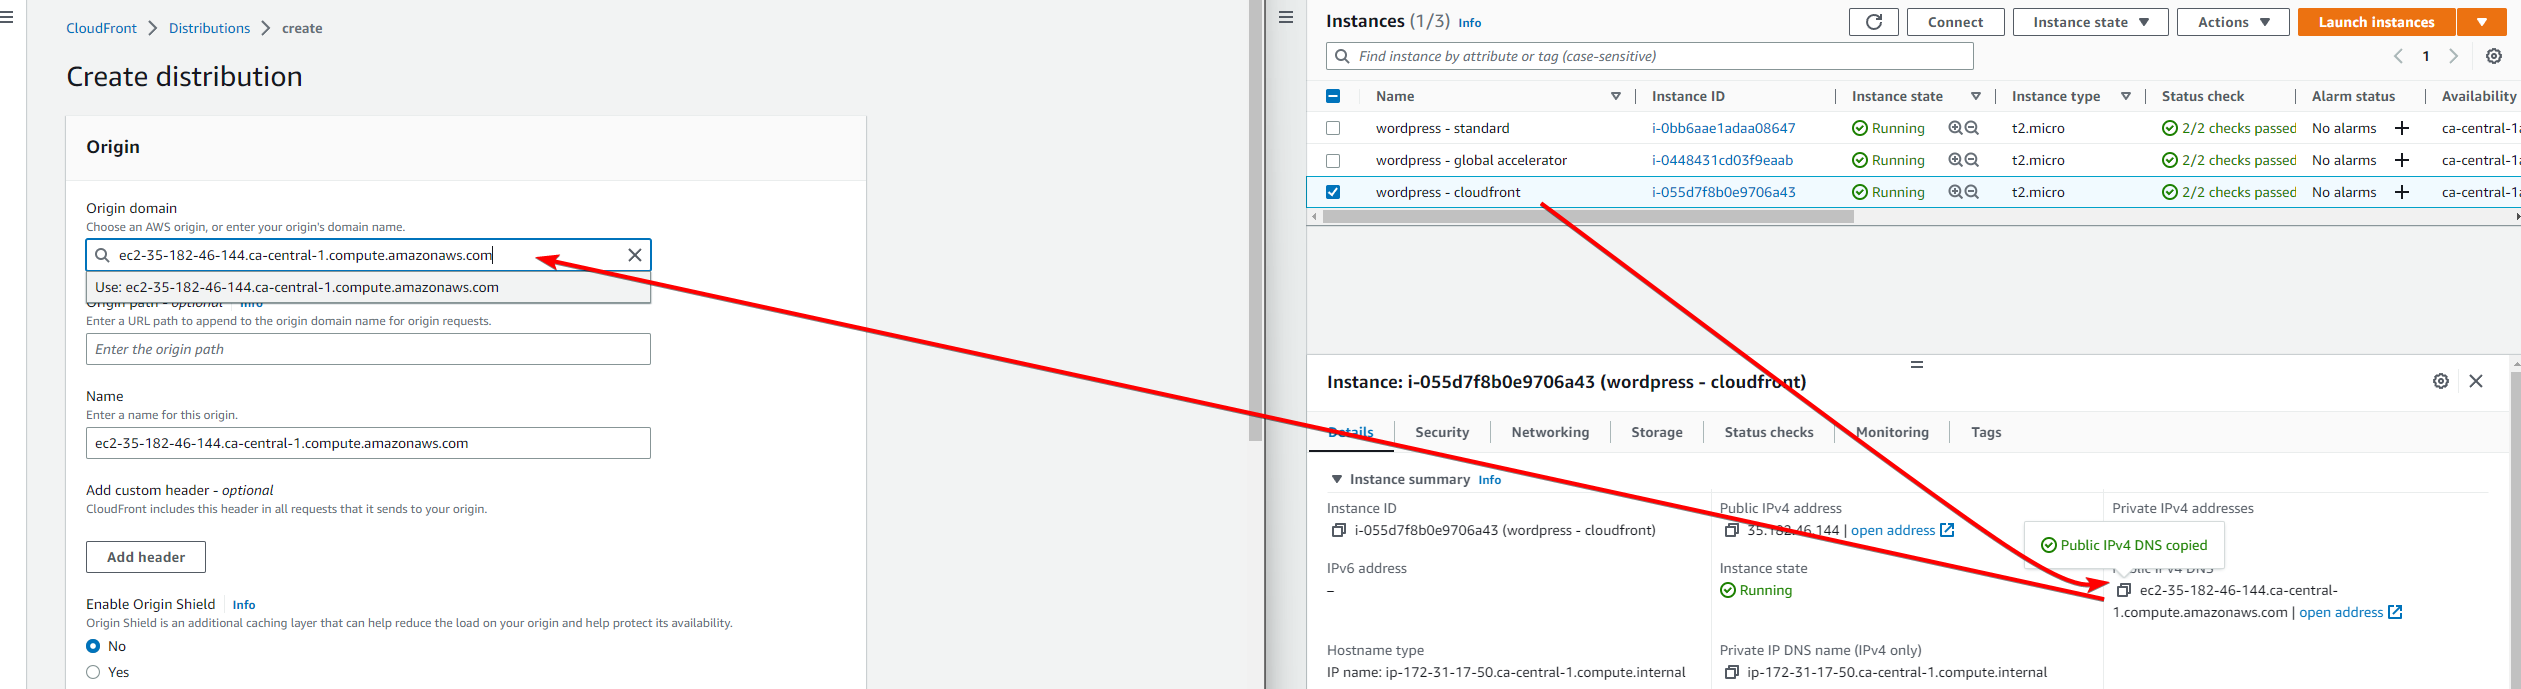 CloudFront > Distributions > create
Create distribution
Origin
Origin domain
Choose an AWS origin, or enter your origin's domain name.
ec2-35-182-46-144.ca-central-1.compute.amazonaws.com
Use: ec2-35-182-46-144.ca-central-1.compute.amazonaws.com
Origin path - optional Info
Enter a URL path to append to the origin domain name for origin requests.
Enter the origin path
Name
Enter a name for this origin.
ec2-35-182-46-144.ca-central-1.compute.amazonaws.com
Add custom header - optional
CloudFront includes this header in all requests that it sends to your origin.
Add header
Enable Origin Shield Info
Origin Shield is an additional caching layer that can help reduce the load on your origin and help protect its availability.
No
Yes
Instances (1/3) Info
Connect Instance state Actions Launch instances
Find instance by attribute or tag (case-sensitive)
1
Name Instance ID Instance state Instance type Status check Alarm status Availability
wordpress - standard i-0bb6aae1adaa08647 Running t2.micro 2/2 checks passed No alarms ca-central-1a
wordpress - global accelerator i-0448431cd03f9eaab Running t2.micro 2/2 checks passed No alarms ca-central-1a
wordpress - cloudfront i-055d7f8b0e9706a43 Running t2.micro 2/2 checks passed No alarms ca-central-1a
Instance: i-055d7f8b0e9706a43 (wordpress - cloudfront)
Details Security Networking Storage Status checks Monitoring Tags
Instance summary Info
Instance ID
i-055d7f8b0e9706a43 (wordpress - cloudfront)
Public IPv4 address
35.182.46.144 | open address
Private IPv4 addresses
Public IPv4 DNS copied
IPv6 address
–
Instance state
Running
Public IPv4 DNS
ec2-35-182-46-144.ca-central-
1.compute.amazonaws.com | open address
Hostname type
IP name: ip-172-31-17-50.ca-central-1.compute.internal
Private IP DNS name (IPv4 only)
ip-172-31-17-50.ca-central-1.compute.internal